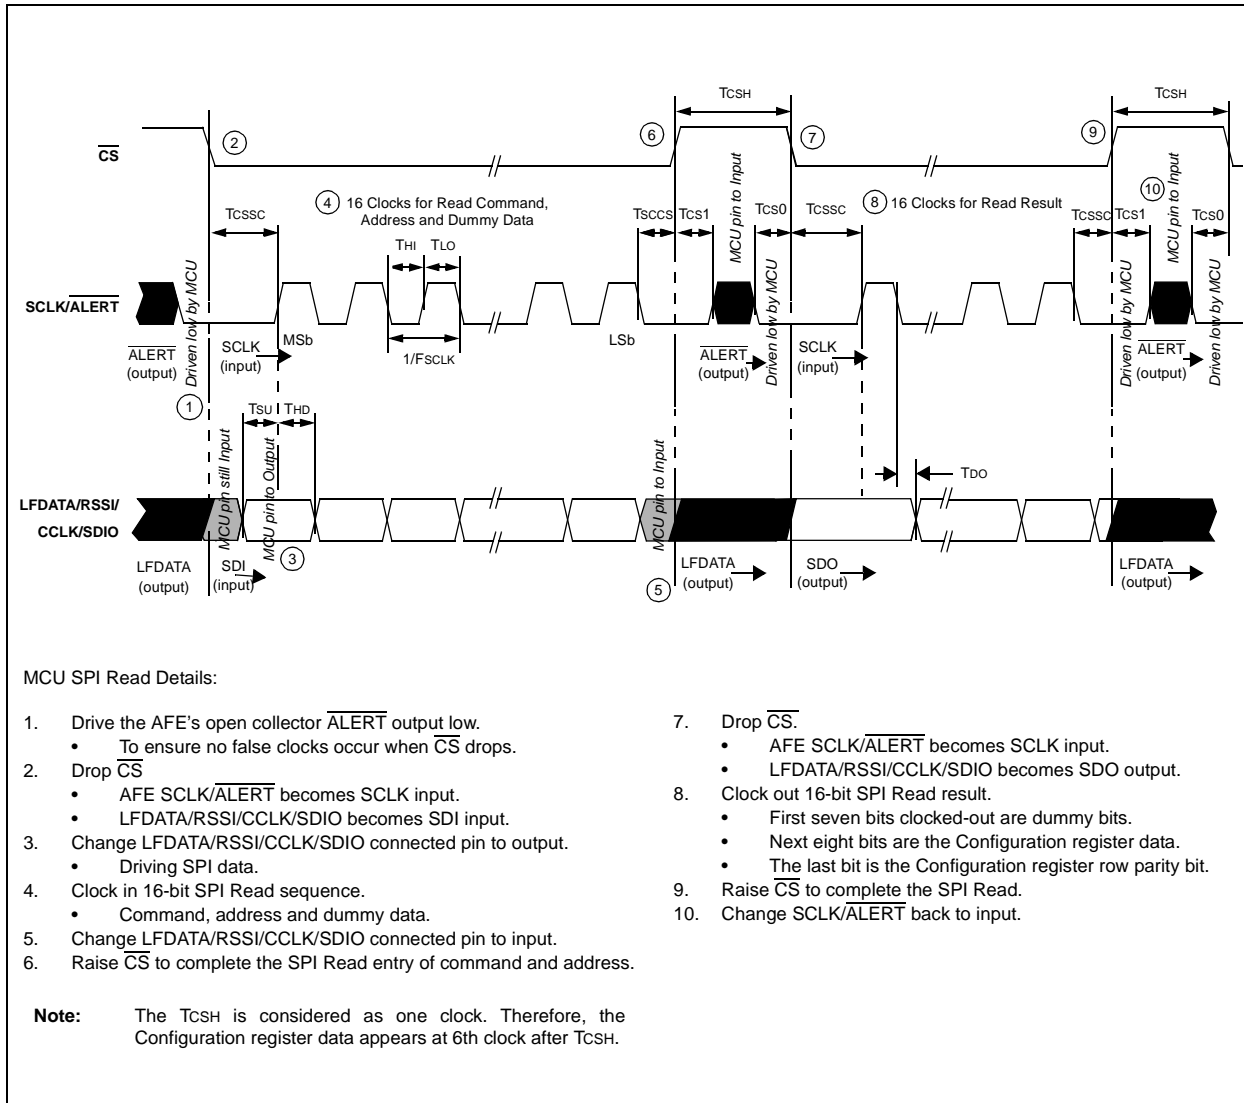 TCSH
TCSH
CS
2
6
7
9
10
4 16 Clocks for Read Command,
Address and Dummy Data
8 16 Clocks for Read Result
MCU pin to Input
MCU pin to Input
TCSSC
THI
TLO
TSCCS
TCS1
TCS0
TCSSC
TCSSC
TCS1
TCS0
SCLK/ALERT
Driven low by MCU
MSb
1/FSCLK
LSb
Driven low by MCU
Driven low by MCU
Driven low by MCU
ALERT
(output)
SCLK
(input)
ALERT
(output)
SCLK
(input)
ALERT
(output)
1
TSU
THD
MCU pin still Input
MCU pin to Output
MCU pin to Input
TDO
LFDATA/RSSI/
CCLK/SDIO
3
5
LFDATA
(output)
SDI
(input)
LFDATA
(output)
SDO
(output)
LFDATA
(output)
MCU SPI Read Details:
1. Drive the AFE's open collector ALERT output low.
• To ensure no false clocks occur when CS drops.
2. Drop CS
• AFE SCLK/ALERT becomes SCLK input.
• LFDATA/RSSI/CCLK/SDIO becomes SDI input.
3. Change LFDATA/RSSI/CCLK/SDIO connected pin to output.
• Driving SPI data.
4. Clock in 16-bit SPI Read sequence.
• Command, address and dummy data.
5. Change LFDATA/RSSI/CCLK/SDIO connected pin to input.
6. Raise CS to complete the SPI Read entry of command and address.
7. Drop CS.
• AFE SCLK/ALERT becomes SCLK input.
• LFDATA/RSSI/CCLK/SDIO becomes SDO output.
8. Clock out 16-bit SPI Read result.
• First seven bits clocked-out are dummy bits.
• Next eight bits are the Configuration register data.
• The last bit is the Configuration register row parity bit.
9. Raise CS to complete the SPI Read.
10. Change SCLK/ALERT back to input.
Note: The TCSH is considered as one clock. Therefore, the
Configuration register data appears at 6th clock after TCSH.